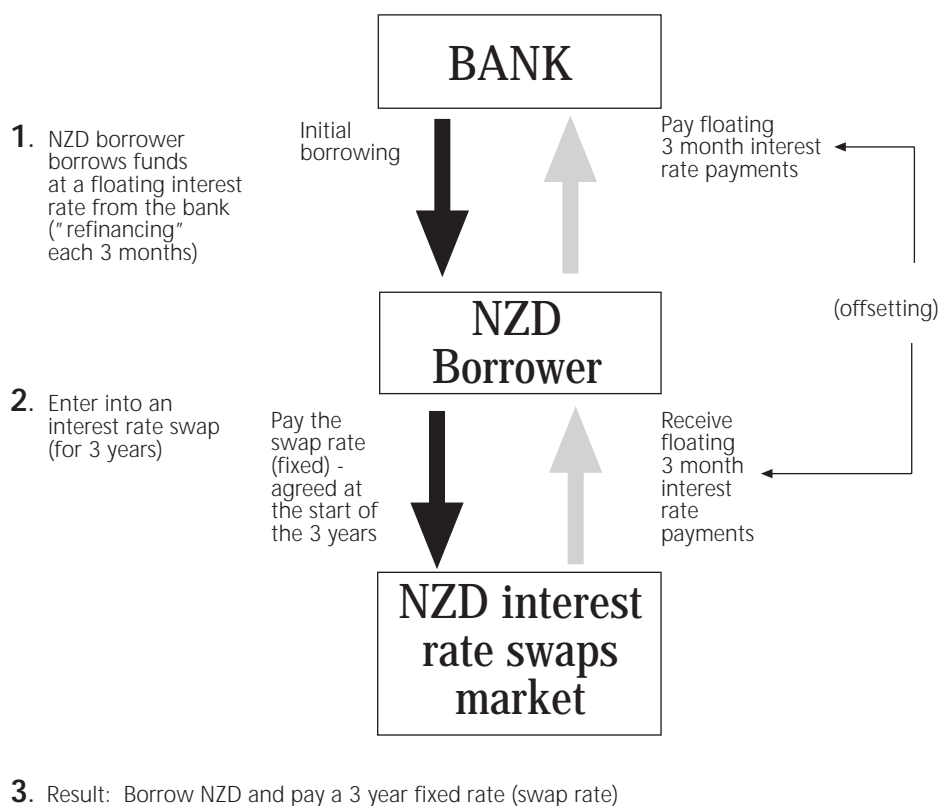 BANK
1. NZD borrower
borrows funds
at a floating interest
rate from the bank
("refinancing"
each 3 months)
Initial
borrowing
Pay floating
3 month interest
rate payments
(offsetting)
NZD
Borrower
2. Enter into an
interest rate swap
(for 3 years)
Pay the
swap rate
(fixed) -
agreed at
the start of
the 3 years
Receive
floating
3 month
interest
rate
payments
NZD interest
rate swaps
market
3. Result: Borrow NZD and pay a 3 year fixed rate (swap rate)